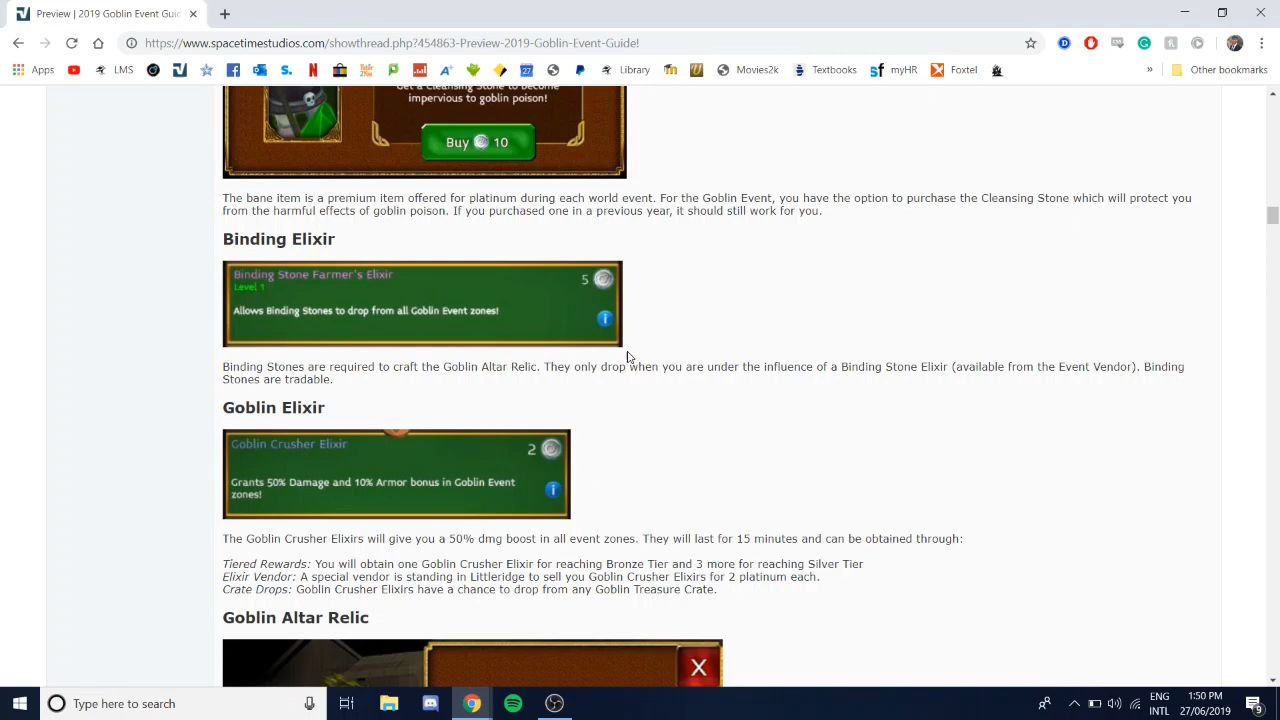 Preview | 2019 Goblin Event Guid
https://www.spacetimestudios.com/showthread.php?454863-Preview-2019-Goblin-Event-Guide!
Apps LMS Library Movies2k Textbooks myHR Foxtel » Other bookmarks
Get a Cleansing Stone to become
impervious to goblin poison!
Buy 10
The bane item is a premium item offered for platinum during each world event. For the Goblin Event, you have the option to purchase the Cleansing Stone which will protect you
from the harmful effects of goblin poison. If you purchased one in a previous year, it should still work for you.
Binding Elixir
Binding Stone Farmer's Elixir 5
Level 1
Allows Binding Stones to drop from all Goblin Event zones!
Binding Stones are required to craft the Goblin Altar Relic. They only drop when you are under the influence of a Binding Stone Elixir (available from the Event Vendor). Binding
Stones are tradable.
Goblin Elixir
Goblin Crusher Elixir 2
Grants 50% Damage and 10% Armor bonus in Goblin Event
zones!
The Goblin Crusher Elixirs will give you a 50% dmg boost in all event zones. They will last for 15 minutes and can be obtained through:
Tiered Rewards: You will obtain one Goblin Crusher Elixir for reaching Bronze Tier and 3 more for reaching Silver Tier
Elixir Vendor: A special vendor is standing in Littleridge to sell you Goblin Crusher Elixirs for 2 platinum each.
Crate Drops: Goblin Crusher Elixirs have a chance to drop from any Goblin Treasure Crate.
Goblin Altar Relic
X
Type here to search
ENG
INTL
1:50 PM
27/06/2019